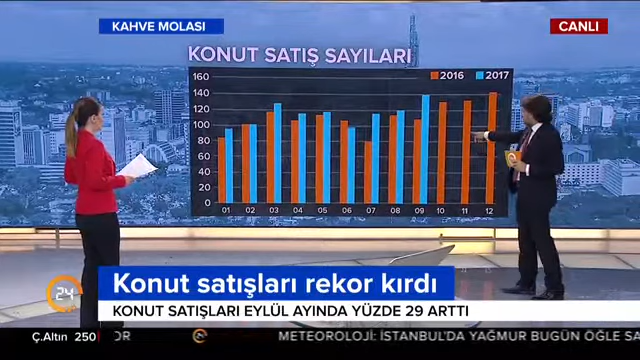 KAHVE MOLASI
CANLI
KONUT SATIŞ SAYILARI
2016 2017
160
140
120
100
80
60
40
20
0
01 02 03 04 05 06 07 08 09 10 11 12
24
Konut satışları rekor kırdı
KONUT SATIŞLARI EYLÜL AYINDA YÜZDE 29 ARTTI
Ç.Altın 250 METEOROLOJİ: İSTANBUL'DA YAĞMUR BUGÜN ÖĞLE